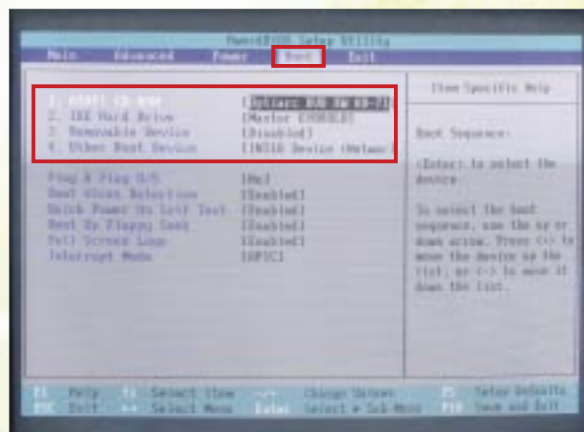 Setup Utility
Main Advanced Power Boot Exit
1. ATAPI CD-ROM
2. IDE Hard Drive
3. Removable Device [Disabled]
4. Other Boot Device
Plug & Play O/S [No]
Boot Virus Detection [Enabled]
Quick Power On Self Test [Enabled]
Boot Up Floppy Seek [Enabled]
Full Screen Logo [Enabled]
Interrupt Mode [APIC]
Item Specific Help
Boot Sequence:
<Enter> to select the
device
To select the boot
sequence, use the up or
down arrow. Press <+> to
move the device up the
list, or <-> to move it
down the list.
F1 Help Select Item Change Values F5 Setup Defaults
ESC Exit Select Menu Enter Select Sub-Menu F10 Save and Exit